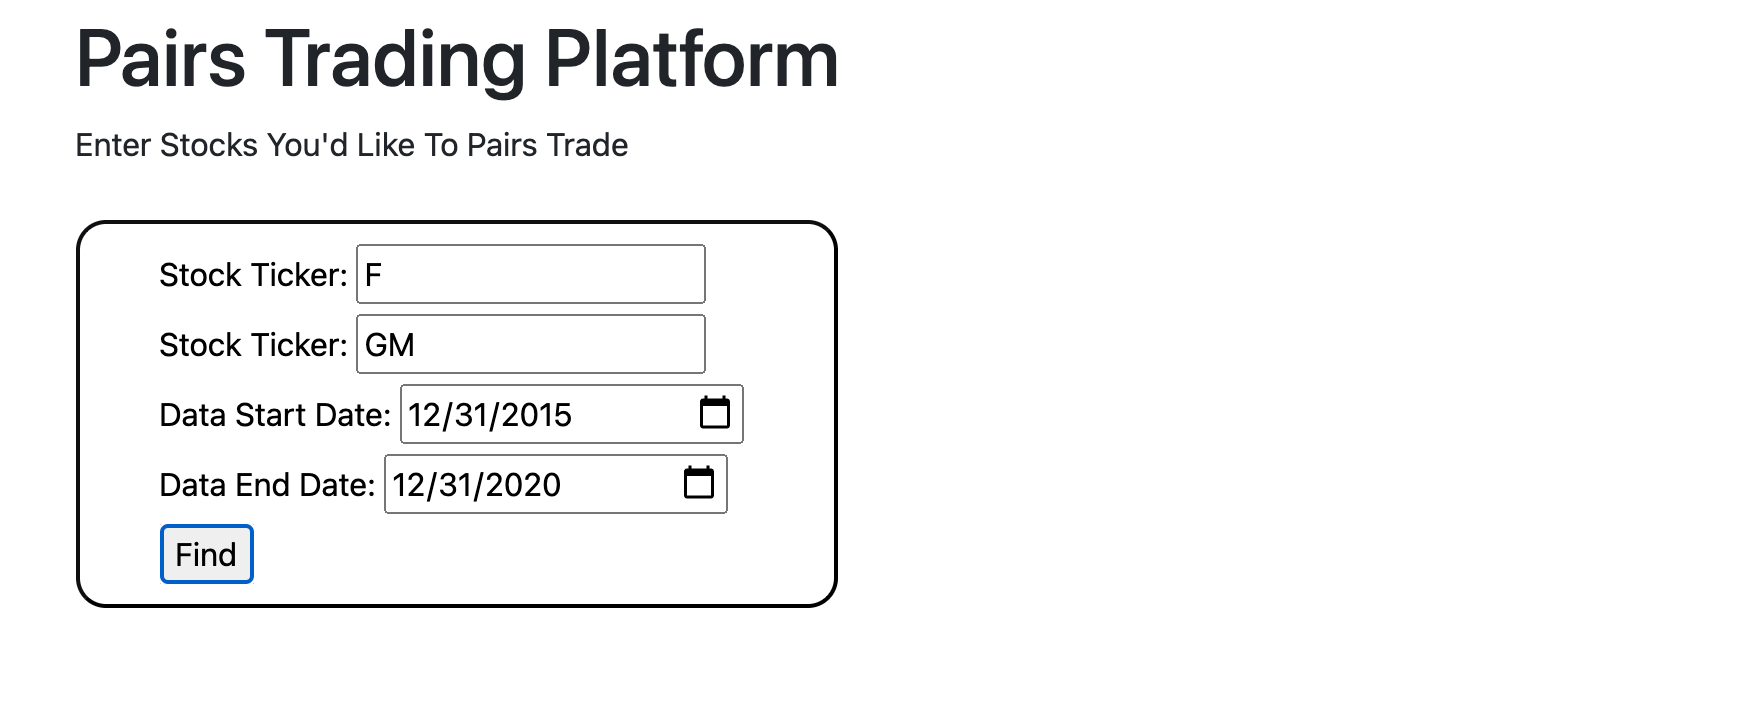 Pairs Trading Platform
Enter Stocks You'd Like To Pairs Trade
Stock Ticker: F
Stock Ticker: GM
Data Start Date: 12/31/2015
Data End Date: 12/31/2020
Find